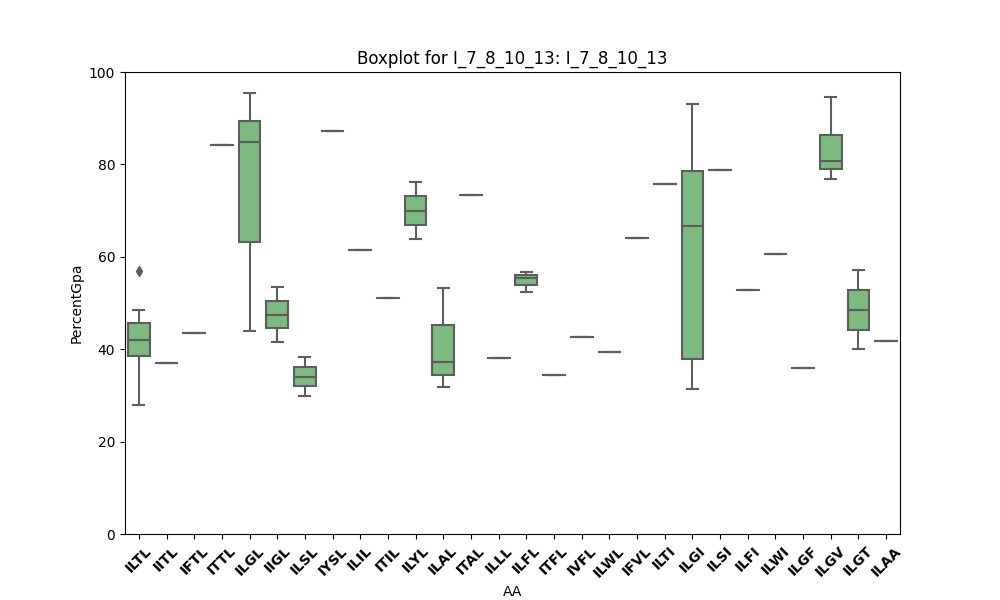 Boxplot for I_7_8_10_13: I_7_8_10_13
100
80
60
40
20
0
PercentGpa
ILTL IITL IFTL ITTL ILGL IIGL ILSL IYSL ILIL ITIL ILYL ILAL ITAL ILLL ILFL ITFL IVFL ILWL IFVL ILTI ILGI ILSI ILFI ILWI ILGF ILGV ILGT ILAA
AA